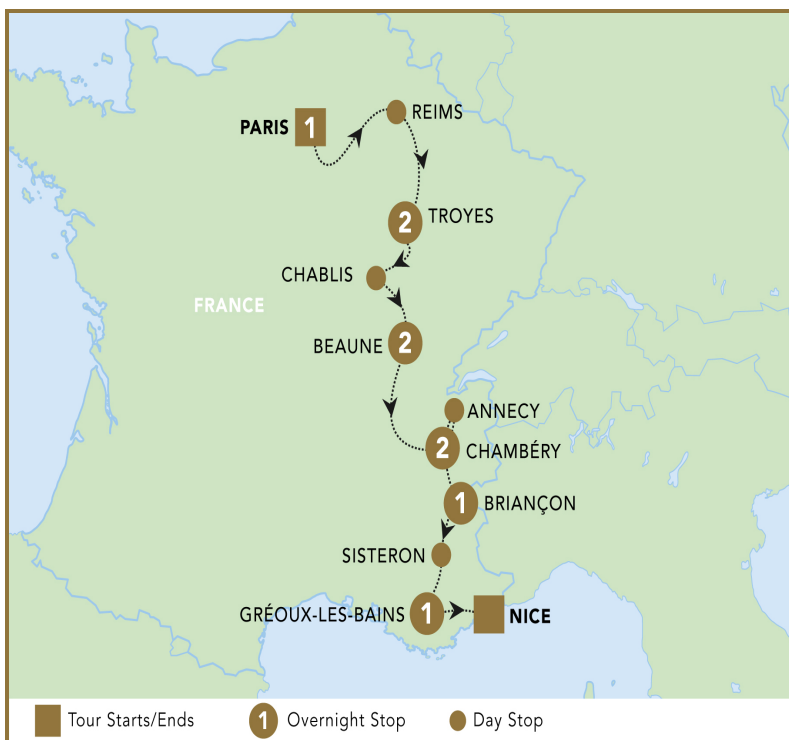 PARIS 1
REIMS
2 TROYES
CHABLIS
FRANCE
BEAUNE 2
ANNECY
2 CHAMBÉRY
1 BRIANÇON
SISTERON
GRÉOUX-LES-BAINS 1
NICE
Tour Starts/Ends
1 Overnight Stop
Day Stop